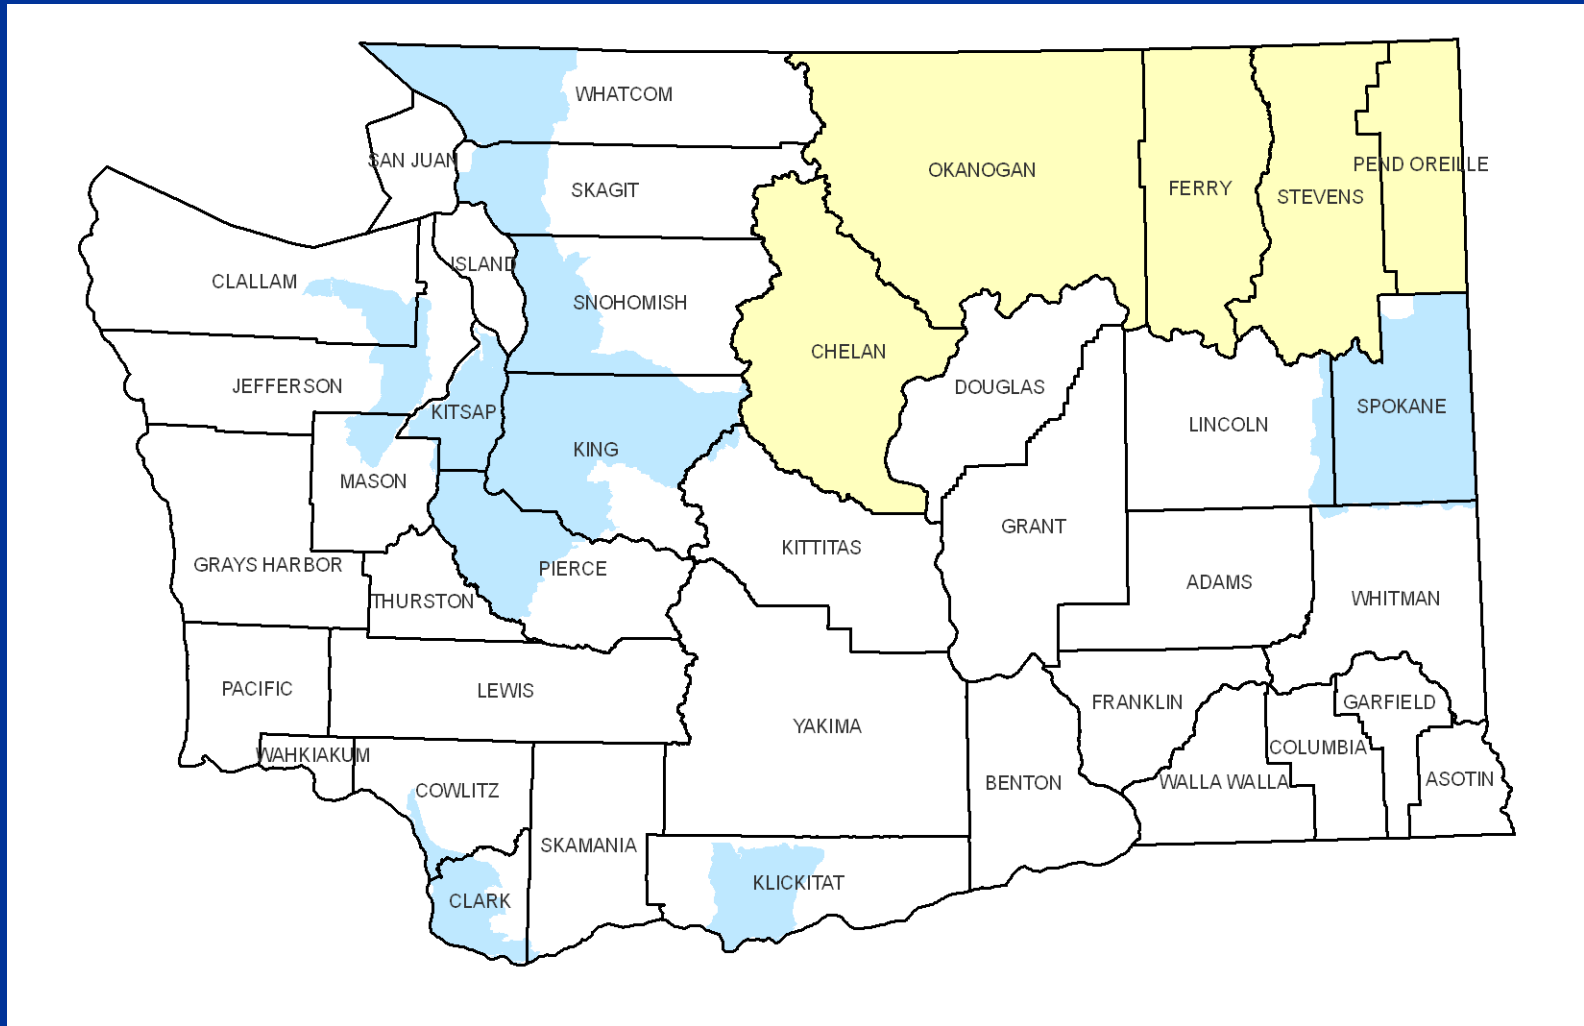 WHATCOM
SAN JUAN
SKAGIT
OKANOGAN
FERRY
STEVENS
PEND OREILLE
CLALLAM
ISLAND
SNOHOMISH
CHELAN
JEFFERSON
KITSAP
KING
DOUGLAS
LINCOLN
SPOKANE
MASON
GRAYS HARBOR
THURSTON
PIERCE
KITTITAS
GRANT
ADAMS
WHITMAN
PACIFIC
LEWIS
YAKIMA
FRANKLIN
GARFIELD
WAHKIAKUM
COLUMBIA
COWLITZ
BENTON
WALLA WALLA
ASOTIN
SKAMANIA
CLARK
KLICKITAT